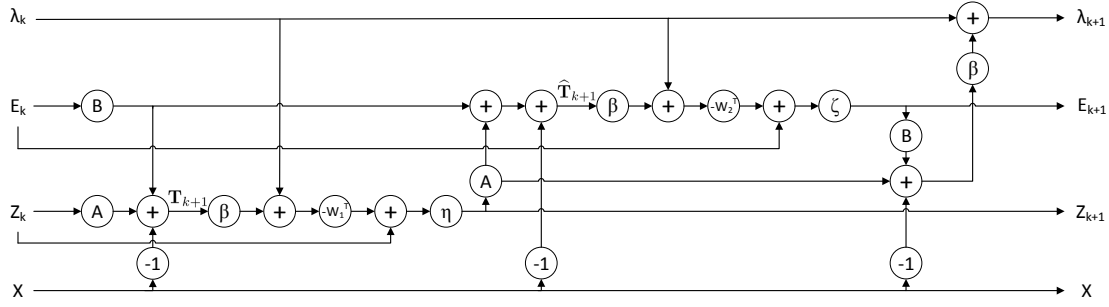 λk + λk+1
β
T̂k+1
Ek B + + β + -W₂ᵀ + ζ Ek+1
B
A +
Tk+1
Zk A + β + -W₁ᵀ + η Zk+1
-1 -1 -1
X X